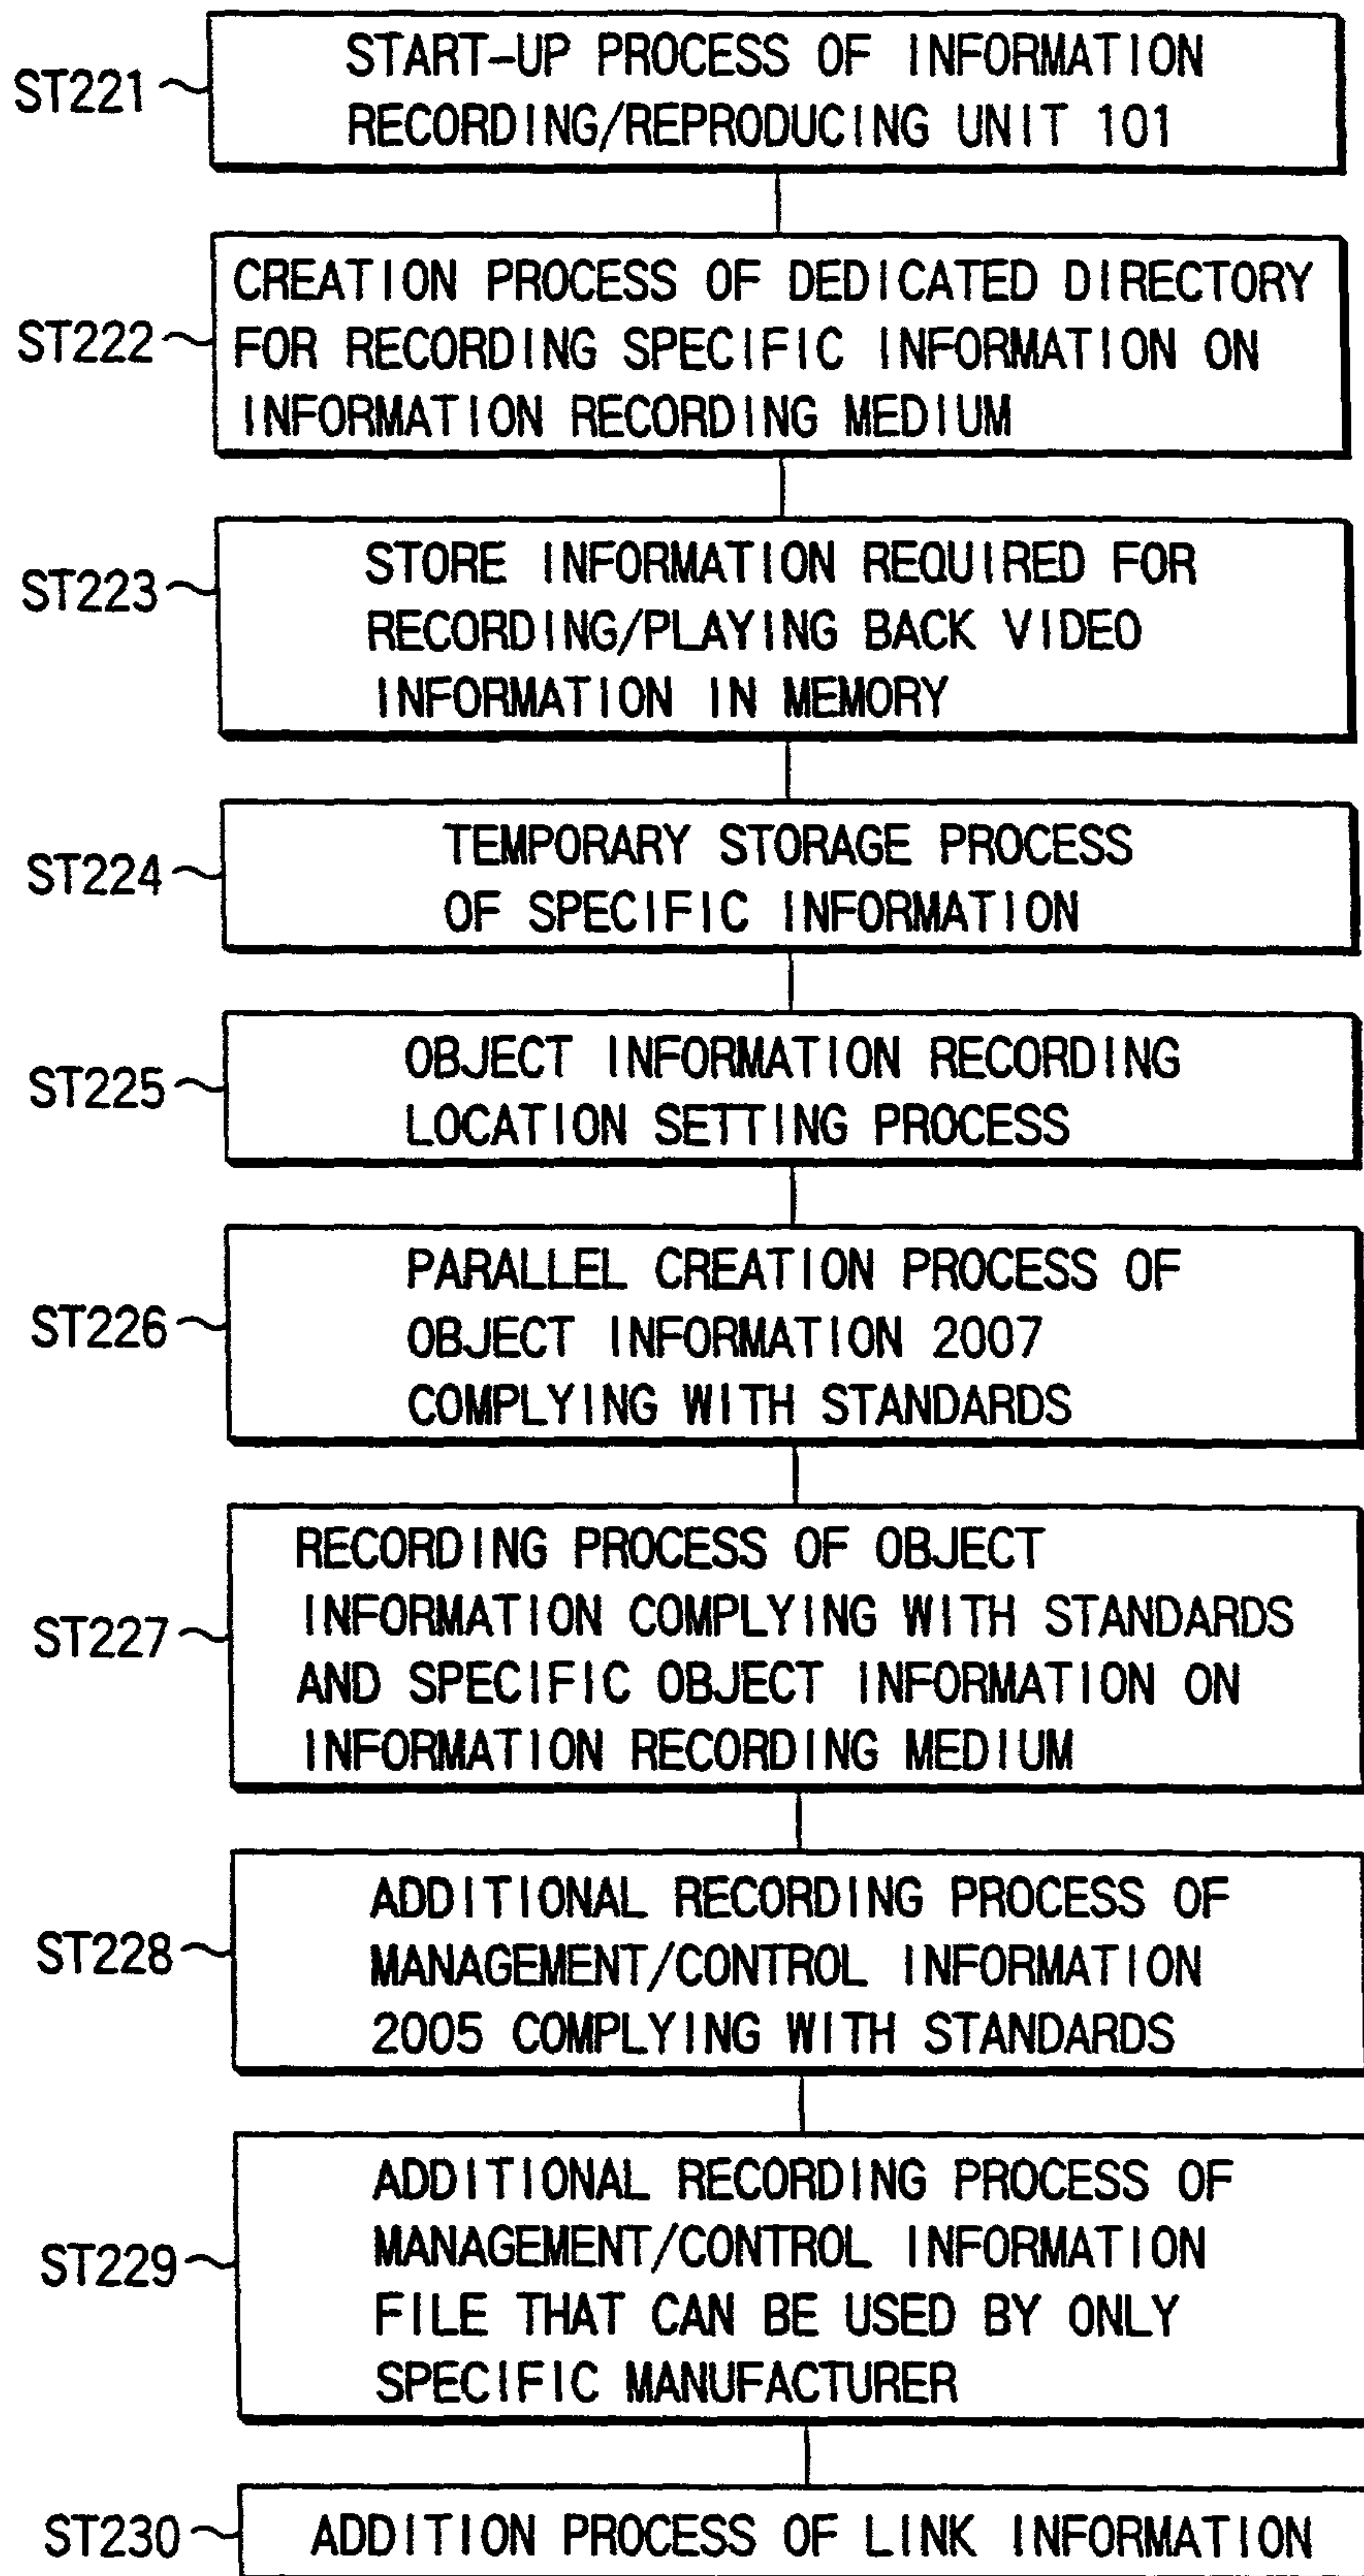 ST221
START-UP PROCESS OF INFORMATION
RECORDING/REPRODUCING UNIT 101
ST222
CREATION PROCESS OF DEDICATED DIRECTORY
FOR RECORDING SPECIFIC INFORMATION ON
INFORMATION RECORDING MEDIUM
ST223
STORE INFORMATION REQUIRED FOR
RECORDING/PLAYING BACK VIDEO
INFORMATION IN MEMORY
ST224
TEMPORARY STORAGE PROCESS
OF SPECIFIC INFORMATION
ST225
OBJECT INFORMATION RECORDING
LOCATION SETTING PROCESS
ST226
PARALLEL CREATION PROCESS OF
OBJECT INFORMATION 2007
COMPLYING WITH STANDARDS
ST227
RECORDING PROCESS OF OBJECT
INFORMATION COMPLYING WITH STANDARDS
AND SPECIFIC OBJECT INFORMATION ON
INFORMATION RECORDING MEDIUM
ST228
ADDITIONAL RECORDING PROCESS OF
MANAGEMENT/CONTROL INFORMATION
2005 COMPLYING WITH STANDARDS
ST229
ADDITIONAL RECORDING PROCESS OF
MANAGEMENT/CONTROL INFORMATION
FILE THAT CAN BE USED BY ONLY
SPECIFIC MANUFACTURER
ST230
ADDITION PROCESS OF LINK INFORMATION